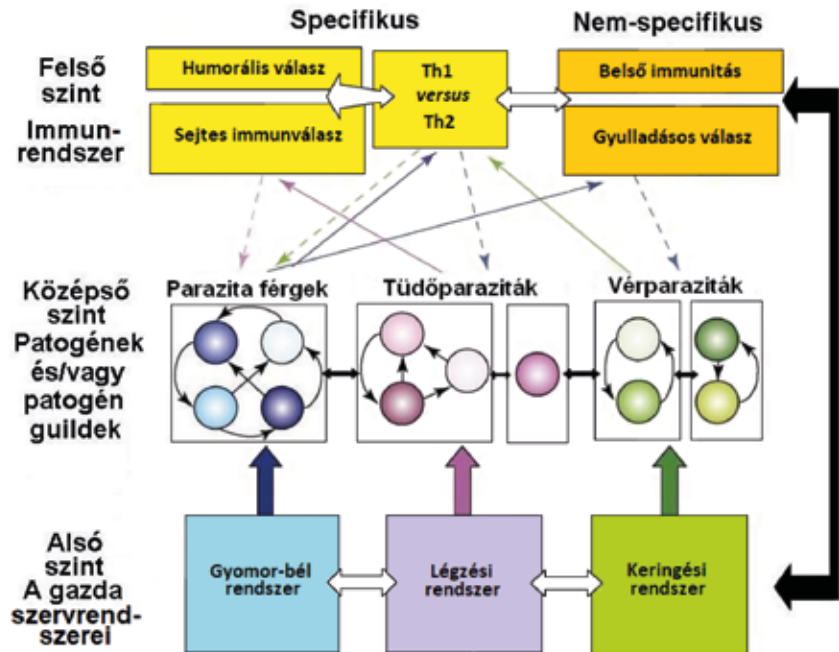 Specifikus
Nem-specifikus
Felső
szint
Immun-
rendszer
Humorális válasz
Sejtes immunválasz
Th1
versus
Th2
Belső immunitás
Gyulladásos válasz
Középső
szint
Patogének
és/vagy
patogén
guildek
Parazita férgek
Tüdőparaziták
Vérparaziták
Alsó
szint
A gazda
szervrend-
szerei
Gyomor-bél
rendszer
Légzési
rendszer
Keringési
rendszer